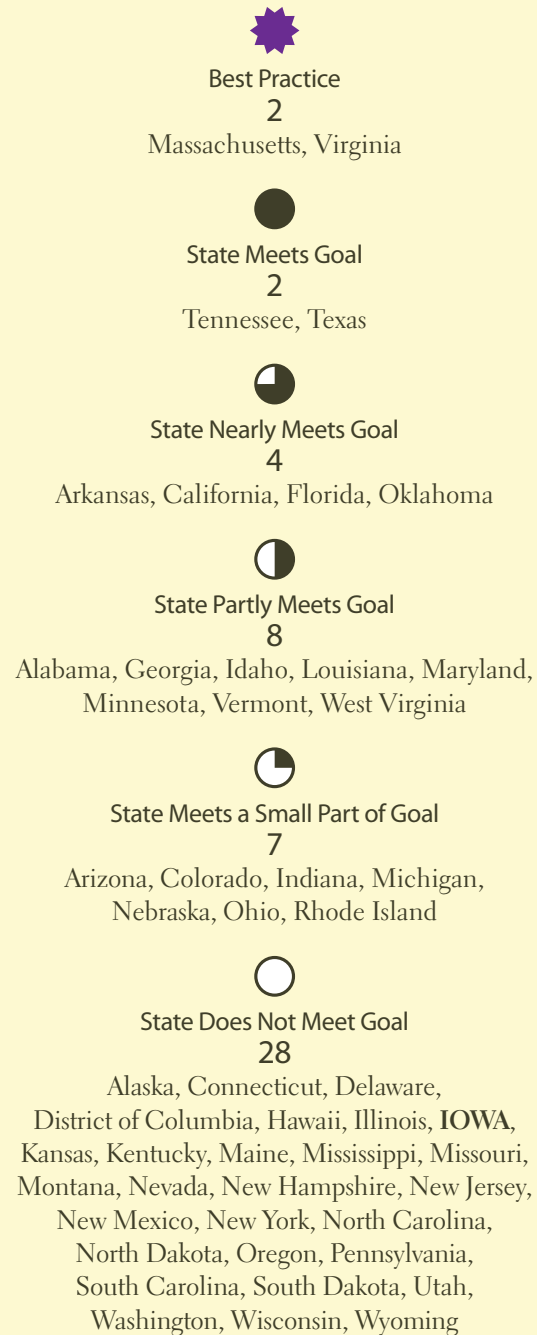 Best Practice
2
Massachusetts, Virginia
State Meets Goal
2
Tennessee, Texas
State Nearly Meets Goal
4
Arkansas, California, Florida, Oklahoma
State Partly Meets Goal
8
Alabama, Georgia, Idaho, Louisiana, Maryland,
Minnesota, Vermont, West Virginia
State Meets a Small Part of Goal
7
Arizona, Colorado, Indiana, Michigan,
Nebraska, Ohio, Rhode Island
State Does Not Meet Goal
28
Alaska, Connecticut, Delaware,
District of Columbia, Hawaii, Illinois, IOWA,
Kansas, Kentucky, Maine, Mississippi, Missouri,
Montana, Nevada, New Hampshire, New Jersey,
New Mexico, New York, North Carolina,
North Dakota, Oregon, Pennsylvania,
South Carolina, South Dakota, Utah,
Washington, Wisconsin, Wyoming